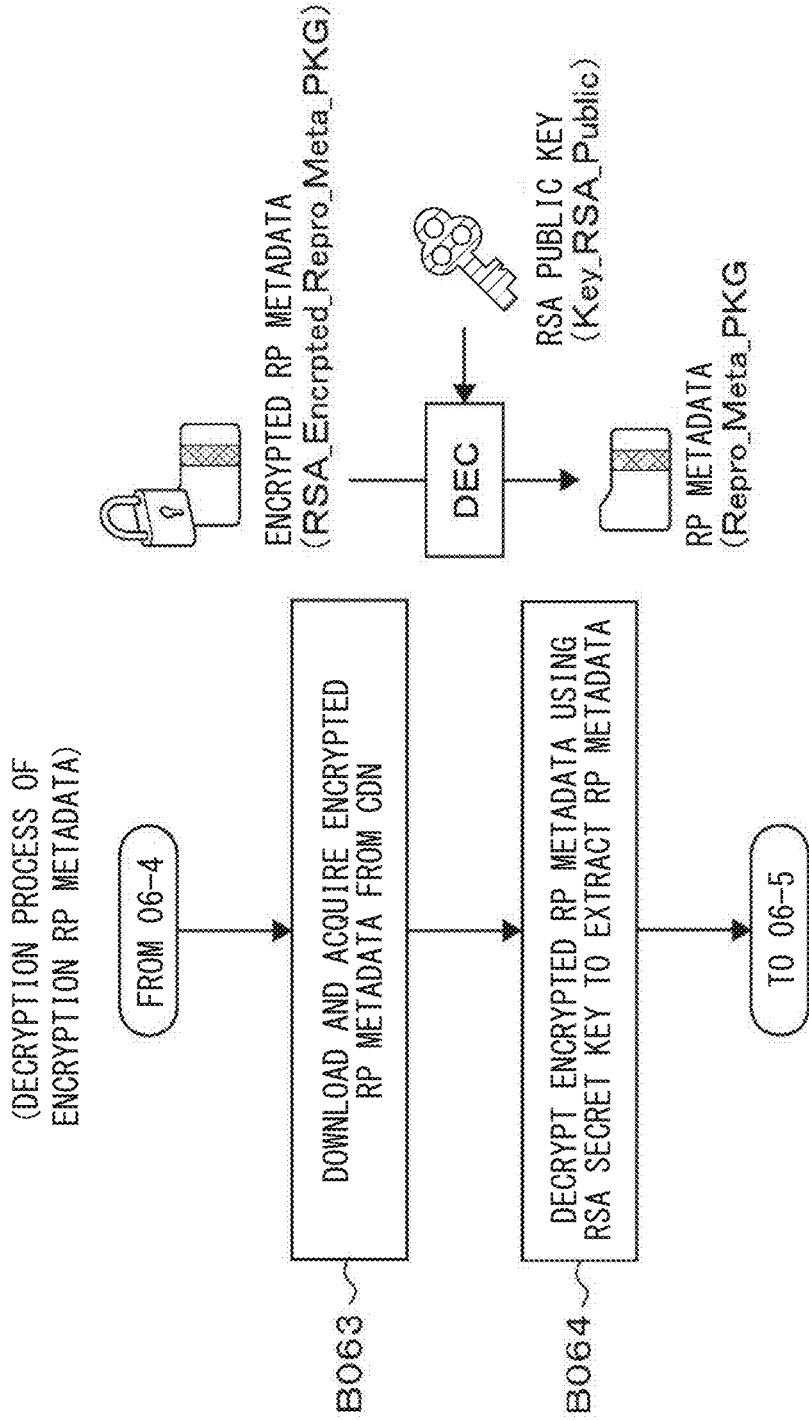 (DECRYPTION PROCESS OF
ENCRYPTION RP METADATA)
FROM 06-4
B063
DOWNLOAD AND ACQUIRE ENCRYPTED
RP METADATA FROM CDN
B064
DECRYPT ENCRYPTED RP METADATA USING
RSA SECRET KEY TO EXTRACT RP METADATA
TO 06-5
ENCRYPTED RP METADATA
(RSA_Encrpted_Repro_Meta_PKG)
DEC
RSA PUBLIC KEY
(Key_RSA_Public)
RP METADATA
(Repro_Meta_PKG